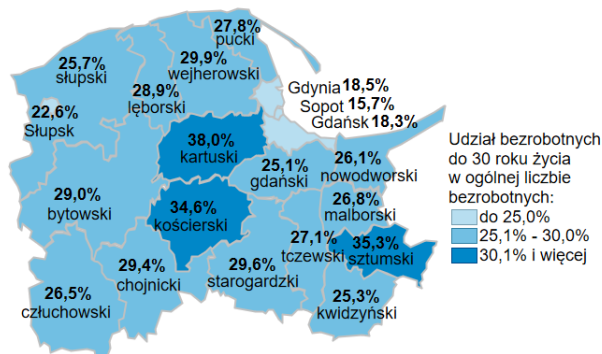 27,8%
pucki
25,7%
słupski
29,9%
wejherowski
28,9%
lęborski
22,6%
Słupsk
Gdynia 18,5%
Sopot 15,7%
Gdańsk 18,3%
38,0%
kartuski
25,1%
gdański
26,1%
nowodworski
29,0%
bytowski
34,6%
kościerski
26,8%
malborski
27,1%
tczewski
35,3%
sztumski
29,4%
chojnicki
29,6%
starogardzki
26,5%
człuchowski
25,3%
kwidzyński
Udział bezrobotnych
do 30 roku życia
w ogólnej liczbie
bezrobotnych:
do 25,0%
25,1% - 30,0%
30,1% i więcej